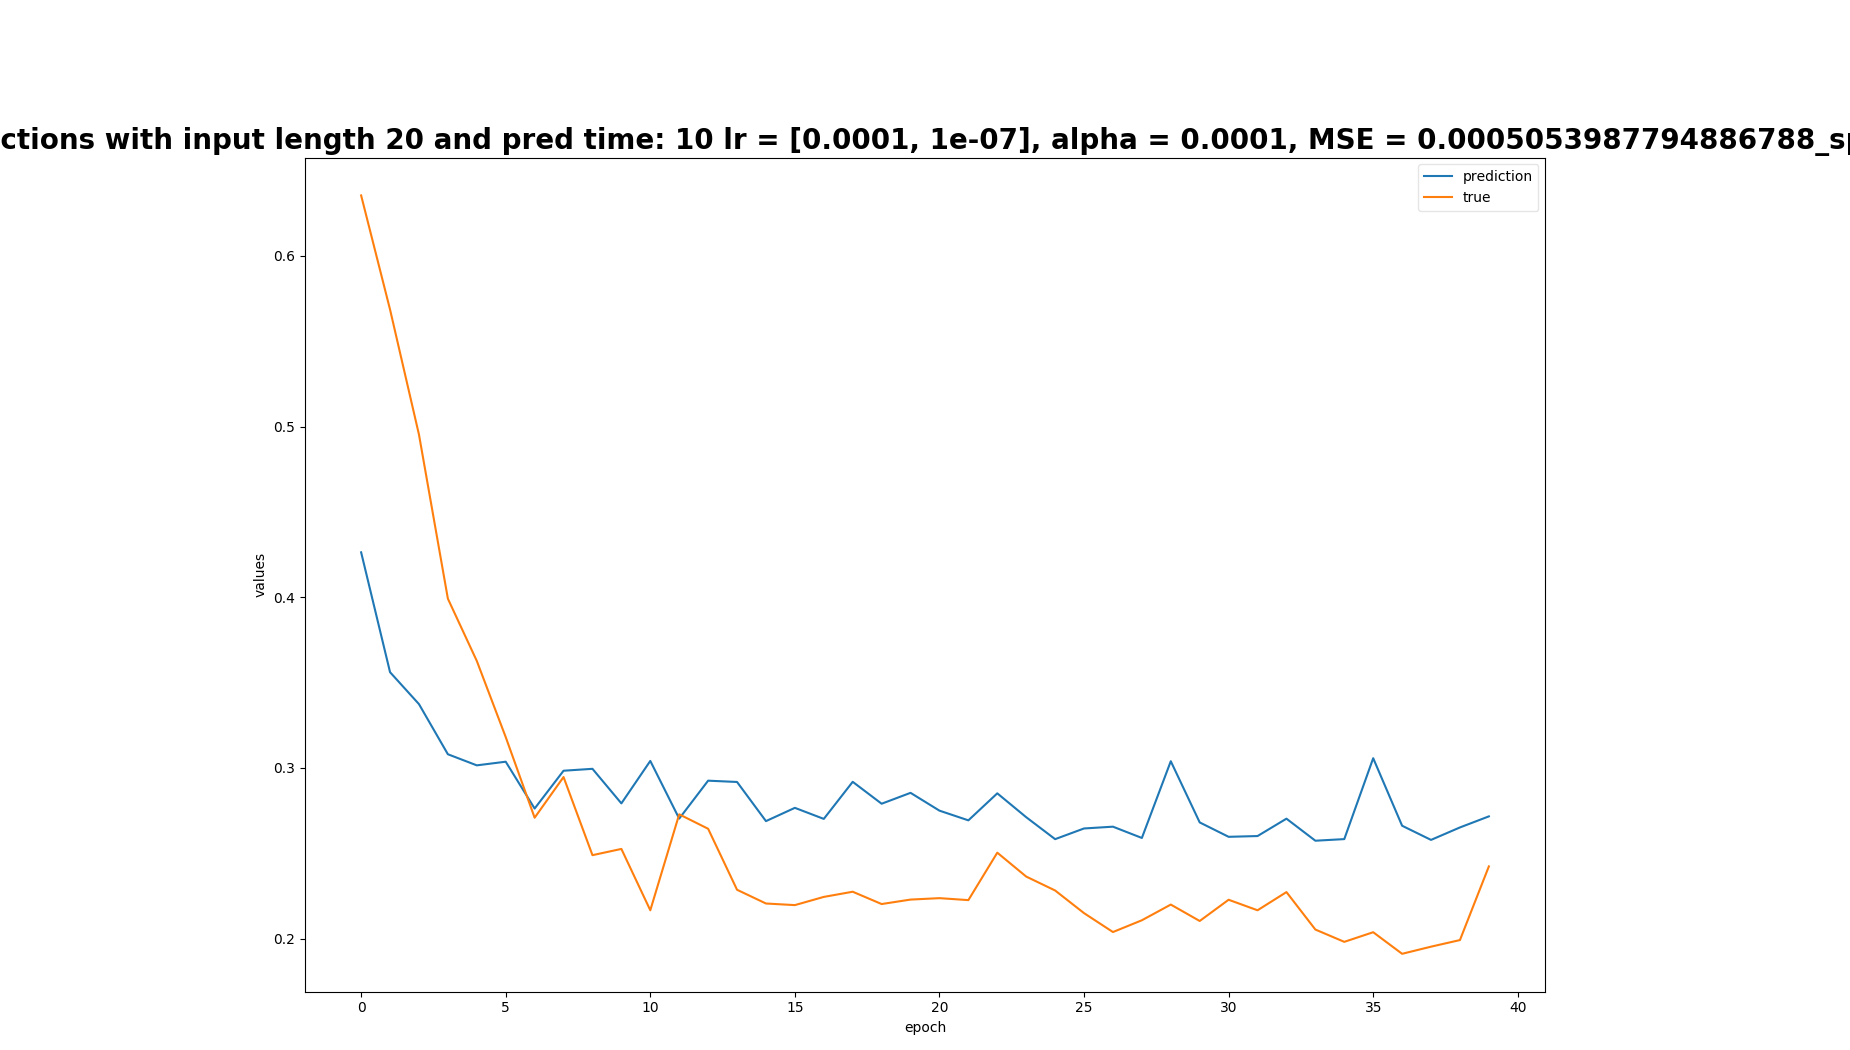 ctions with input length 20 and pred time: 10 lr = [0.0001, 1e-07], alpha = 0.0001, MSE = 0.0005053987794886788_sp
prediction
true
0.6
0.5
0.4
0.3
0.2
values
0 5 10 15 20 25 30 35 40
epoch